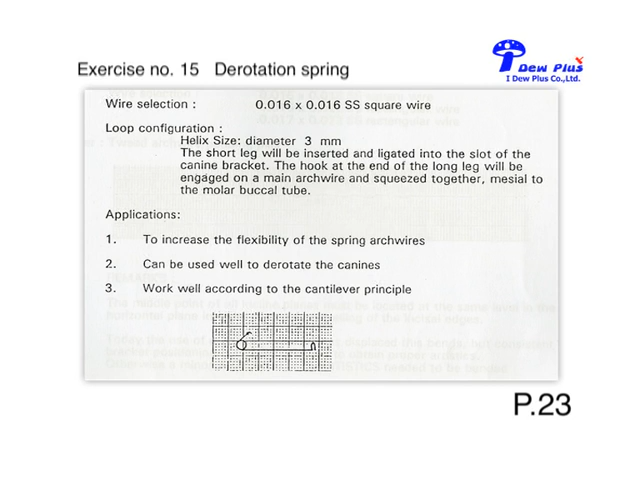 Dew Plus
I Dew Plus Co.,Ltd.
Exercise no. 15 Derotation spring
Wire selection : 0.016 x 0.016 SS square wire
Loop configuration :
Helix Size: diameter 3 mm
The short leg will be inserted and ligated into the slot of the
canine bracket. The hook at the end of the long leg will be
engaged on a main archwire and squeezed together, mesial to
the molar buccal tube.
Applications:
1. To increase the flexibility of the spring archwires
2. Can be used well to derotate the canines
3. Work well according to the cantilever principle
P.23